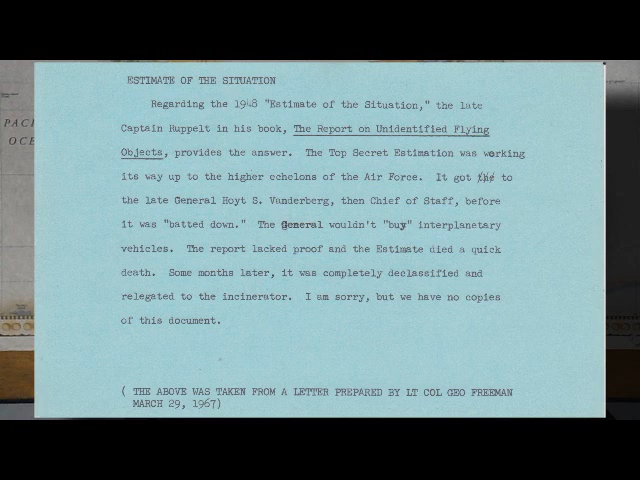 ESTIMATE OF THE SITUATION
Regarding the 1948 "Estimate of the Situation," the late
Captain Ruppelt in his book, The Report on Unidentified Flying
Objects, provides the answer. The Top Secret Estimation was working
its way up to the higher echelons of the Air Force. It got to
the late General Hoyt S. Vanderberg, then Chief of Staff, before
it was "batted down." The General wouldn't "buy" interplanetary
vehicles. The report lacked proof and the Estimate died a quick
death. Some months later, it was completely declassified and
relegated to the incinerator. I am sorry, but we have no copies
of this document.
( THE ABOVE WAS TAKEN FROM A LETTER PREPARED BY LT COL GEO FREEMAN
MARCH 29, 1967)
PACI
OCE